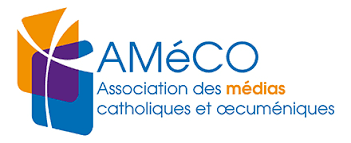 AMéCO
Association des médias
catholiques et œcuméniques